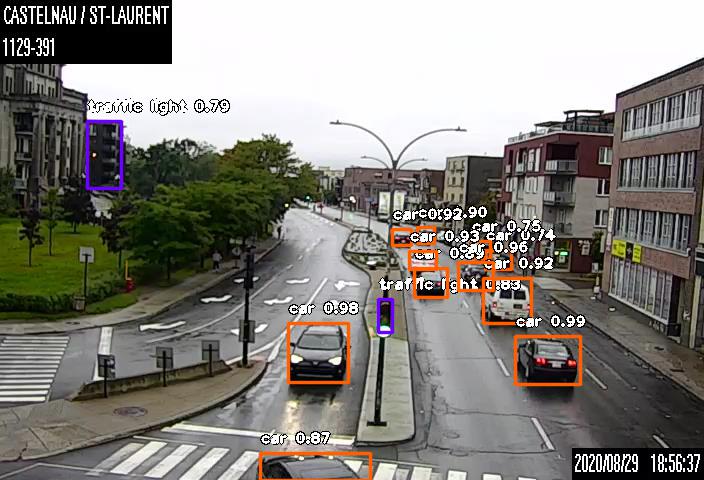 CASTELNAU / ST-LAURENT
1129-391
traffic light 0.79
car 0.92
.90
car 0.93
car 0.75
car 0.74
0.96
car 0.92
traffic light 0.83
car 0.98
car 0.99
car 0.87
2020/08/29 18:56:37